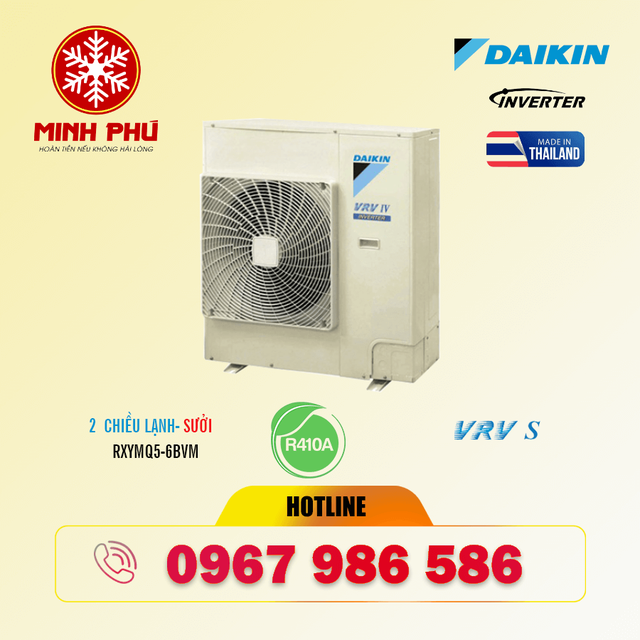 MINH PHÚ
HOÀN TIỀN NẾU KHÔNG HÀI LÒNG
DAIKIN
INVERTER
MADE IN
THAILAND
DAIKIN
VRV IV
INVERTER
2 CHIỀU LẠNH- SƯỞI
RXYMQ5-6BVM
R410A
VRV S
HOTLINE
0967 986 586